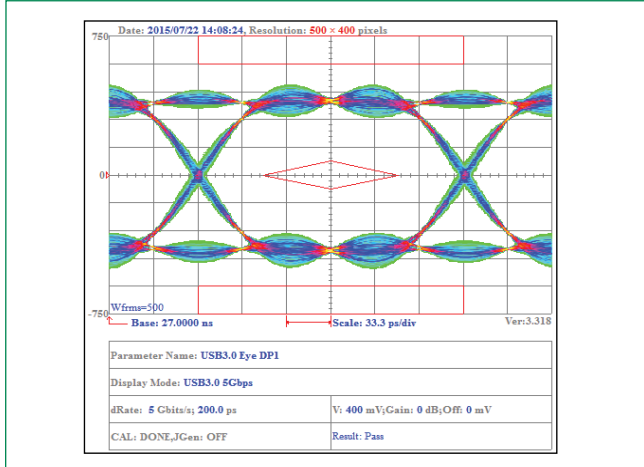 Date: 2015/07/22 14:08:24, Resolution: 500 × 400 pixels
750
0
-750
Wfrms=500
Base: 27.0000 ns
Scale: 33.3 ps/div
Ver:3.318
Parameter Name: USB3.0 Eye DP1
Display Mode: USB3.0 5Gbps
dRate: 5 Gbits/s; 200.0 ps
V: 400 mV;Gain: 0 dB;Off: 0 mV
CAL: DONE,JGen: OFF
Result: Pass